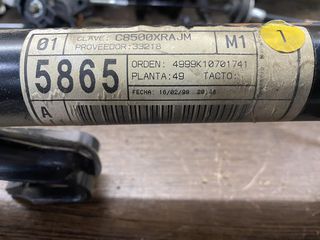 01 CLAVE: C8500XRAJM M1
PROVEEDOR: 33218
5865
ORDEN: 4999K10701741
PLANTA: 49 TACTO:
A
FECHA: 16/02/99
1